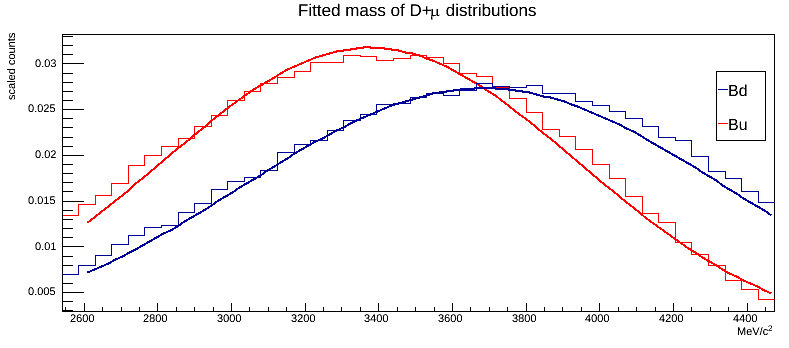 Fitted mass of D+μ distributions
scaled counts
0.03
0.025
0.02
0.015
0.01
0.005
Bd
Bu
2600 2800 3000 3200 3400 3600 3800 4000 4200 4400
MeV/c²